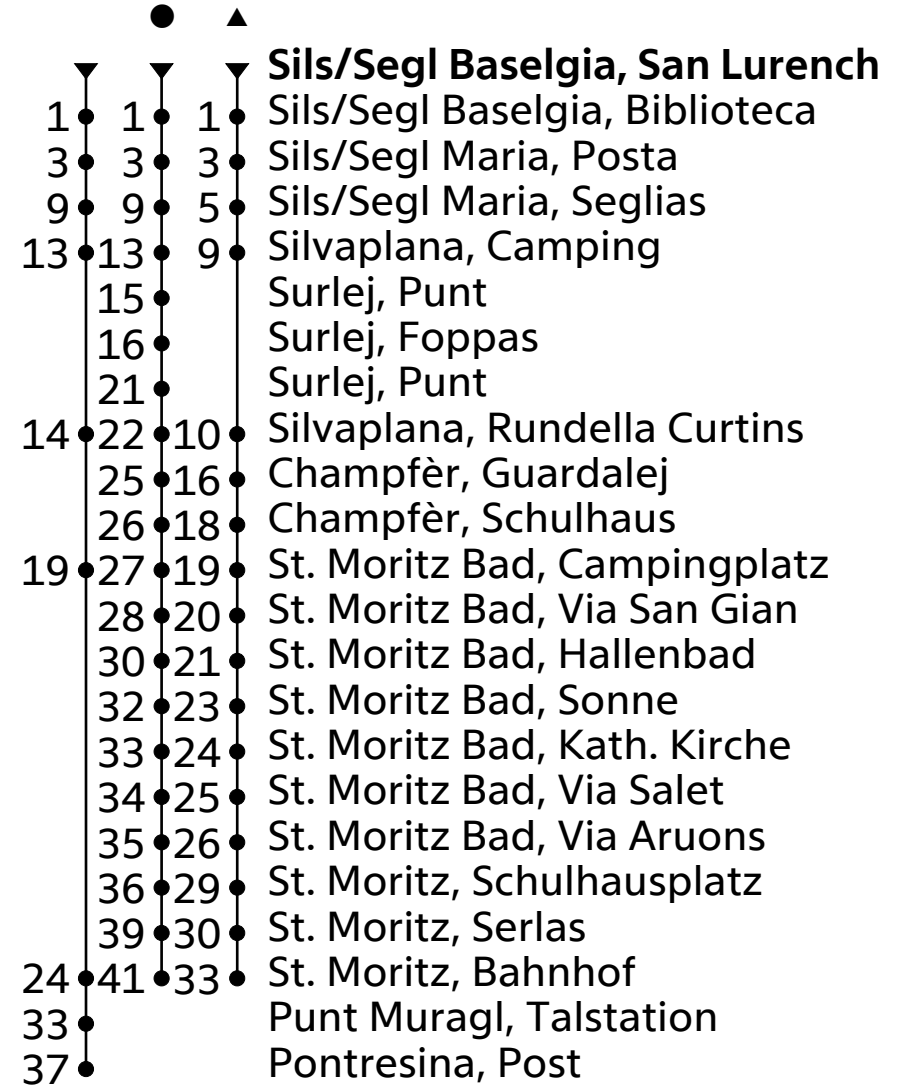 Sils/Segl Baselgia, San Lurench
1 1 1 Sils/Segl Baselgia, Biblioteca
3 3 3 Sils/Segl Maria, Posta
9 9 5 Sils/Segl Maria, Seglias
13 13 9 Silvaplana, Camping
15 Surlej, Punt
16 Surlej, Foppas
21 Surlej, Punt
14 22 10 Silvaplana, Rundella Curtins
25 16 Champfèr, Guardalej
26 18 Champfèr, Schulhaus
19 27 19 St. Moritz Bad, Campingplatz
28 20 St. Moritz Bad, Via San Gian
30 21 St. Moritz Bad, Hallenbad
32 23 St. Moritz Bad, Sonne
33 24 St. Moritz Bad, Kath. Kirche
34 25 St. Moritz Bad, Via Salet
35 26 St. Moritz Bad, Via Aruons
36 29 St. Moritz, Schulhausplatz
39 30 St. Moritz, Serlas
24 41 33 St. Moritz, Bahnhof
33 Punt Muragl, Talstation
37 Pontresina, Post